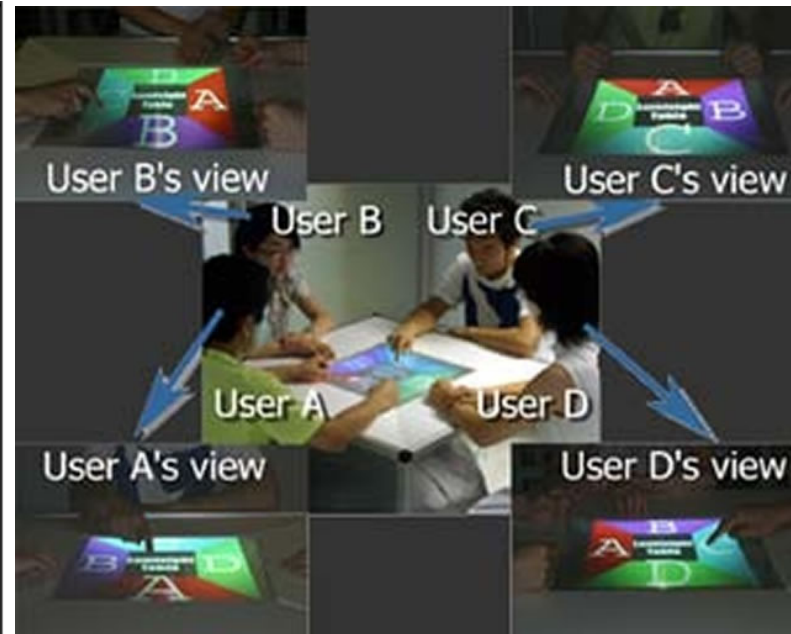 D
A
B
User B's view
A
D
B
C
User C's view
User B
User C
User A
User D
User A's view
B
D
A
User D's view
B
A
C
D